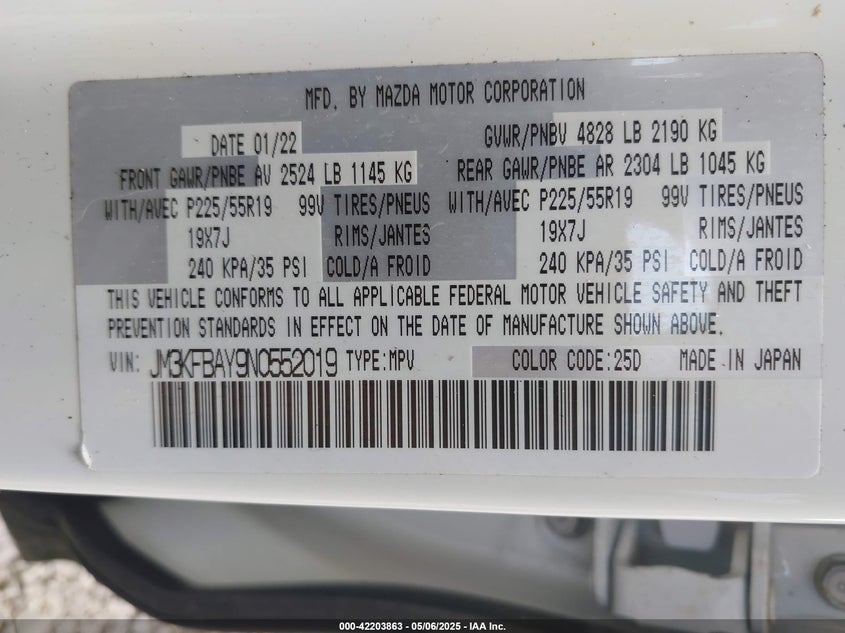 MFD. BY MAZDA MOTOR CORPORATION
DATE 01/22 GVWR/PNBV 4828 LB 2190 KG
FRONT GAWR/PNBE AV 2524 LB 1145 KG REAR GAWR/PNBE AR 2304 LB 1045 KG
WITH/AVEC P225/55R19 99V TIRES/PNEUS WITH/AVEC P225/55R19 99V TIRES/PNEUS
19X7J RIMS/JANTES 19X7J RIMS/JANTES
240 KPA/35 PSI COLD/A FROID 240 KPA/35 PSI COLD/A FROID
THIS VEHICLE CONFORMS TO ALL APPLICABLE FEDERAL MOTOR VEHICLE SAFETY AND THEFT
PREVENTION STANDARDS IN EFFECT ON THE DATE OF MANUFACTURE SHOWN ABOVE.
VIN: JM3KFBAY9N0552019 TYPE:MPV COLOR CODE:25D MADE IN JAPAN
000-42203863 - 05/06/2025 - IAA Inc.